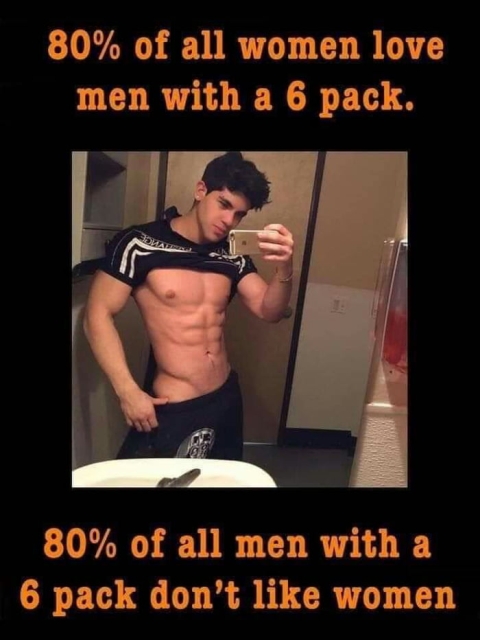 80% of all women love
men with a 6 pack.
80% of all men with a
6 pack don't like women